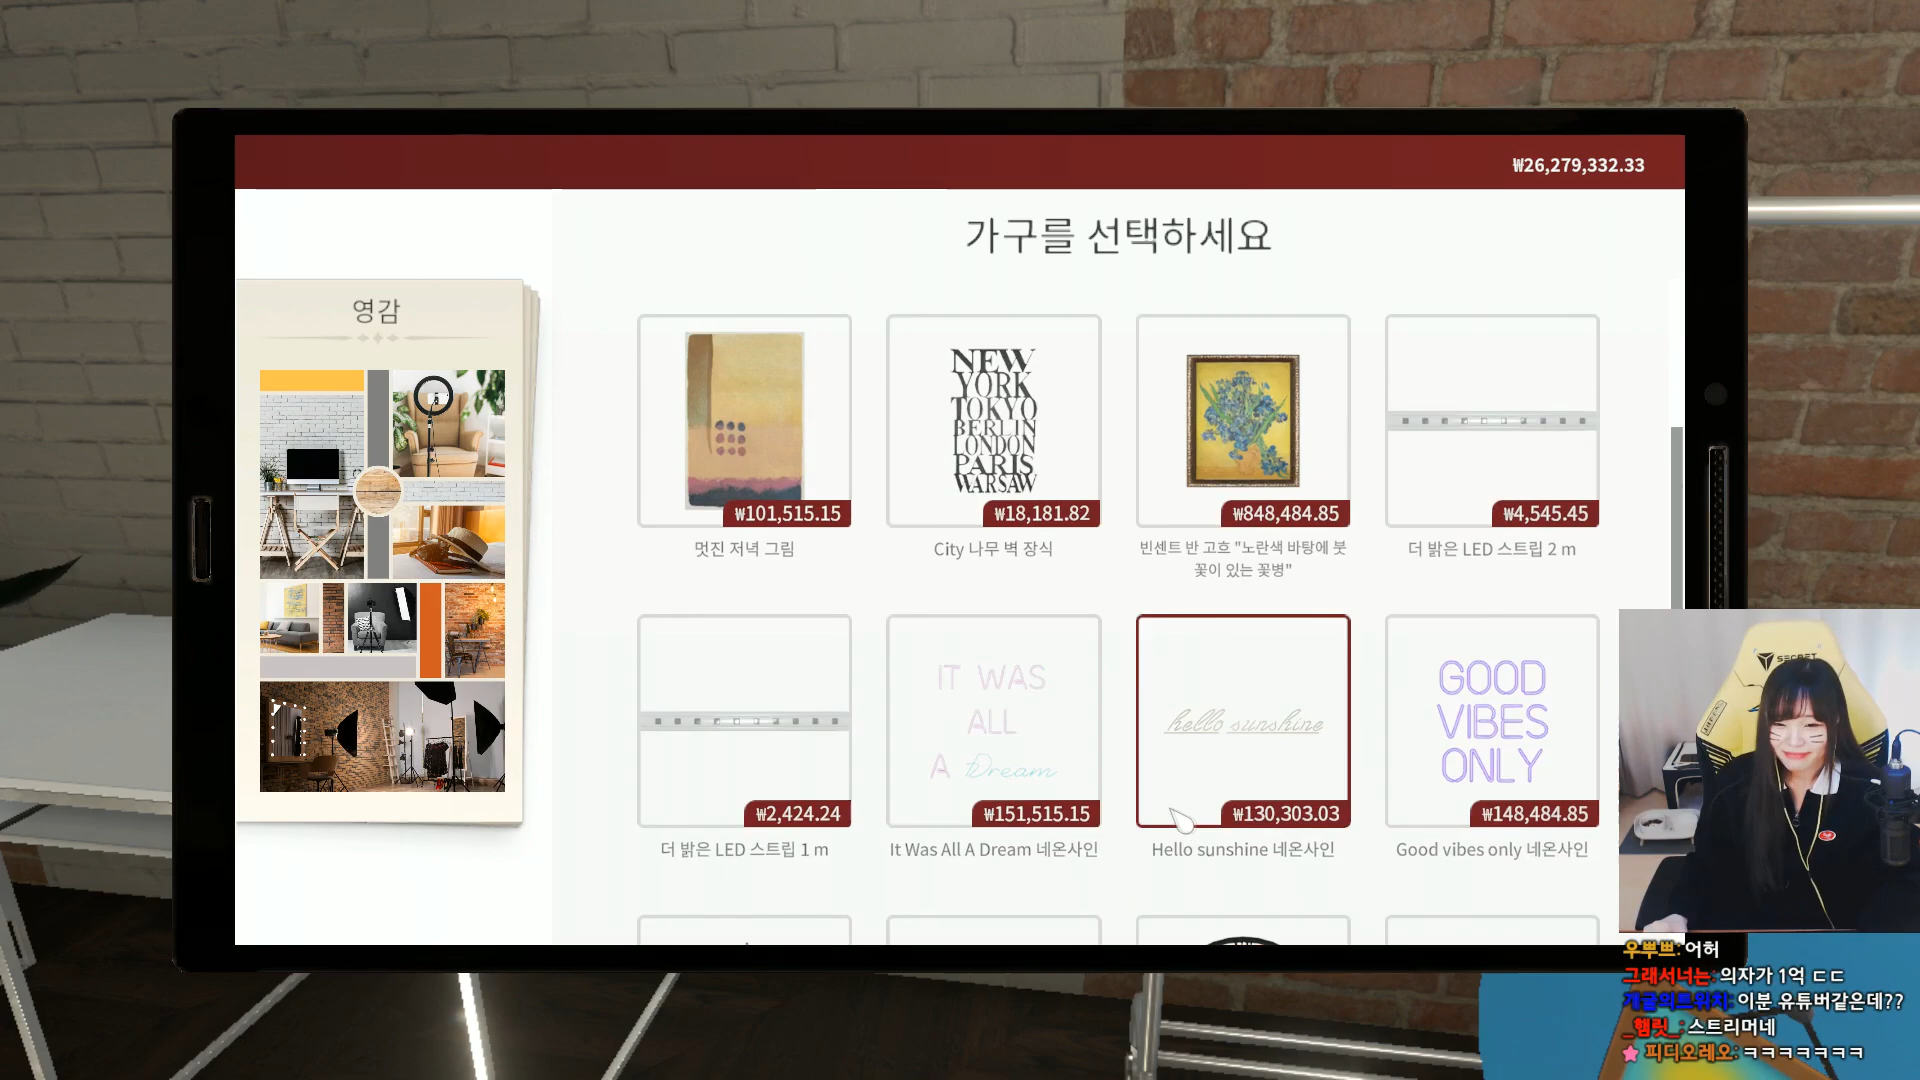 ₩26,279,332.33
가구를 선택하세요
영감
NEW
YORK
TOKYO
BERLIN
LONDON
PARIS
WARSAW
₩101,515.15
₩18,181.82
₩848,484.85
₩4,545.45
멋진 저녁 그림
City 나무 벽 장식
빈센트 반 고흐 "노란색 바탕에 붓
꽃이 있는 꽃병"
더 밝은 LED 스트립 2 m
IT WAS
ALL
A Dream
hello sunshine
GOOD
VIBES
ONLY
₩2,424.24
₩151,515.15
₩130,303.03
₩148,484.85
더 밝은 LED 스트립 1 m
It Was All A Dream 네온사인
Hello sunshine 네온사인
Good vibes only 네온사인
SECRET
우뿌쁘: 어허
그래서너는: 의자가 1억 ㄷㄷ
개굴의트위치: 이분 유튜버같은데??
_햄릿_: 스트리머네
피디오레오: ㅋㅋㅋㅋㅋㅋㅋ